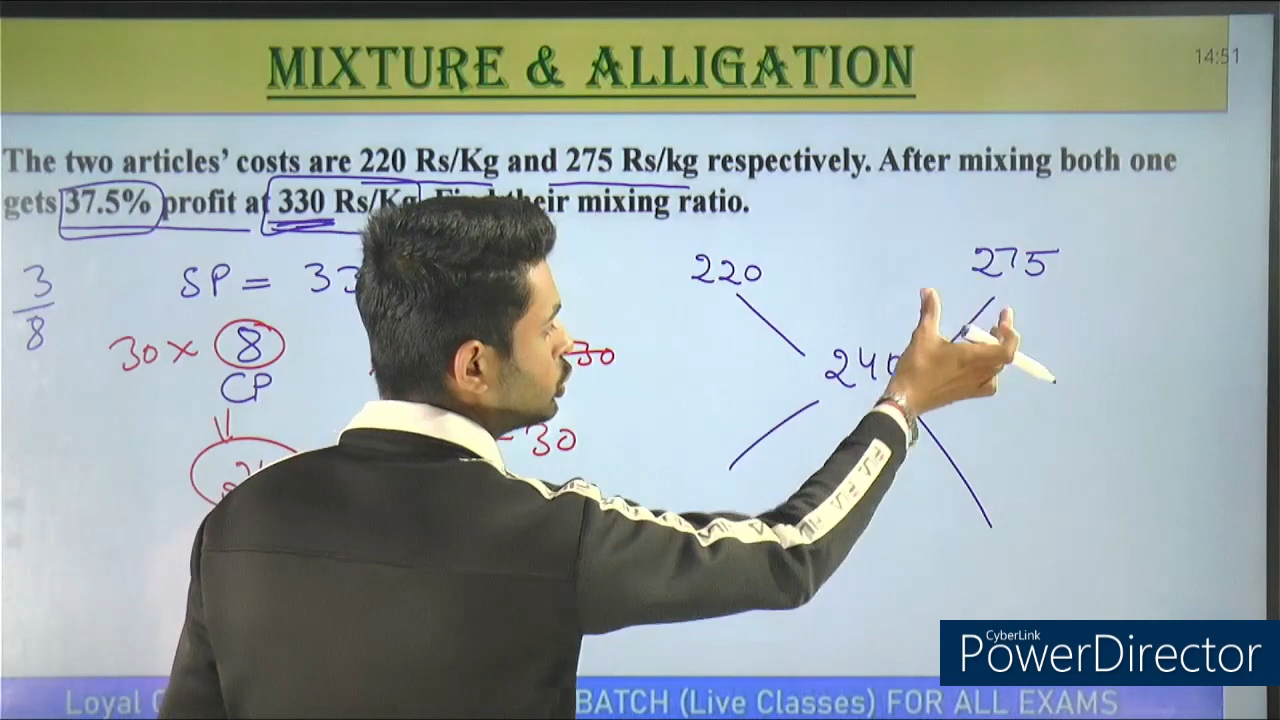 MIXTURE & ALLIGATION
14:51
The two articles’ costs are 220 Rs/Kg and 275 Rs/kg respectively. After mixing both one
gets 37.5% profit at 330 Rs/Kg. their mixing ratio.
3/8
SP =
220
275
30 × 8
30
240
CP
30
CyberLink
PowerDirector
Loyal BATCH (Live Classes) FOR ALL EXAMS